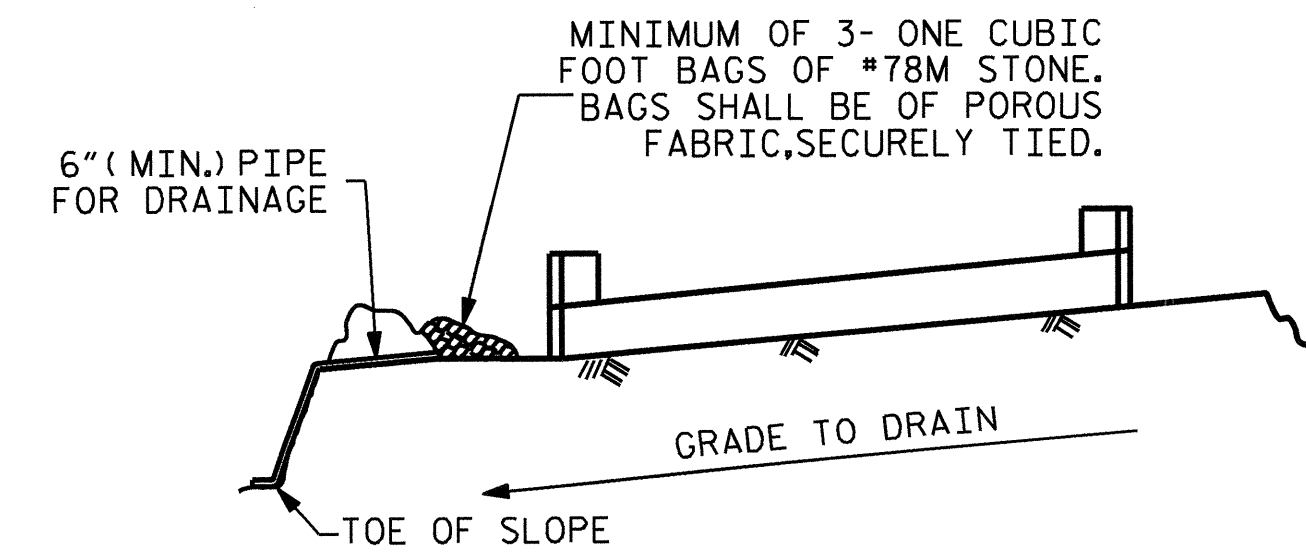 MINIMUM OF 3- ONE CUBIC
FOOT BAGS OF #78M STONE.
BAGS SHALL BE OF POROUS
FABRIC,SECURELY TIED.
6"(MIN.) PIPE
FOR DRAINAGE
GRADE TO DRAIN
TOE OF SLOPE